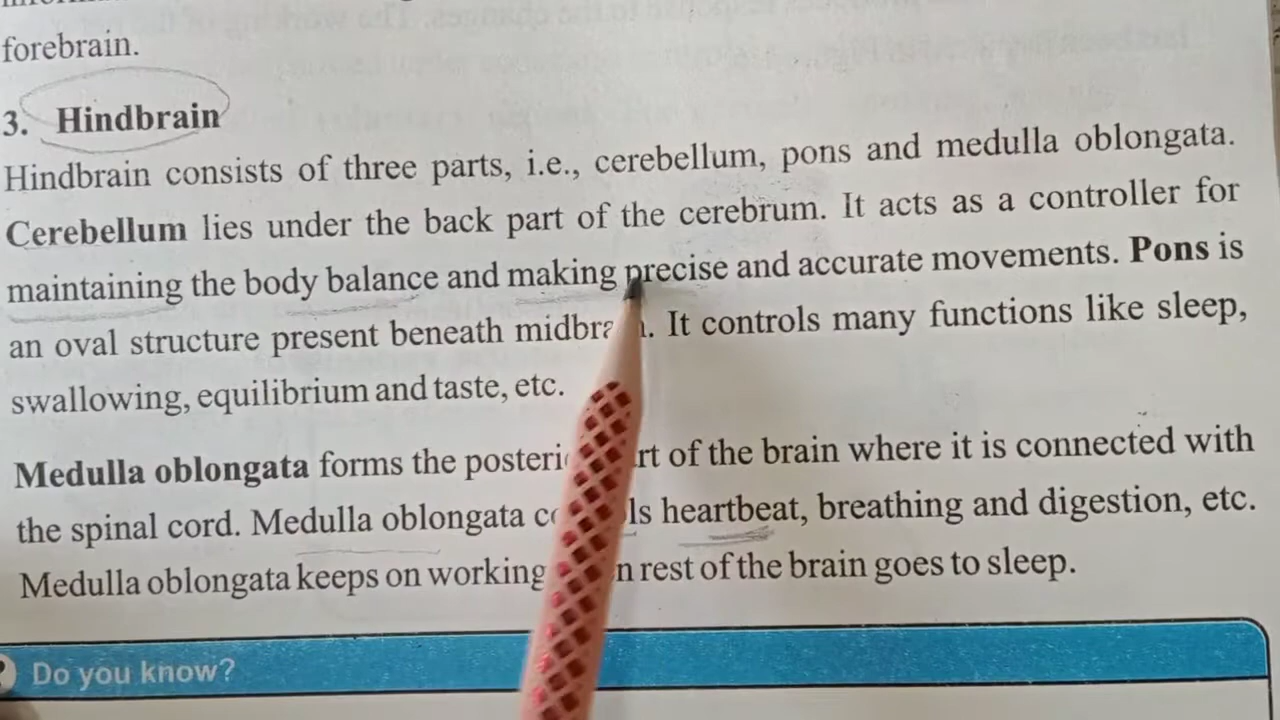 forebrain.
3. Hindbrain
Hindbrain consists of three parts, i.e., cerebellum, pons and medulla oblongata.
Cerebellum lies under the back part of the cerebrum. It acts as a controller for
maintaining the body balance and making precise and accurate movements. Pons is
an oval structure present beneath It controls many functions like sleep,
swallowing, equilibrium and taste, etc.
Medulla oblongata forms the of the brain where it is connected with
the spinal cord. Medulla oblongata heartbeat, breathing and digestion, etc.
Medulla oblongata keeps on working rest of the brain goes to sleep.
Do you know?